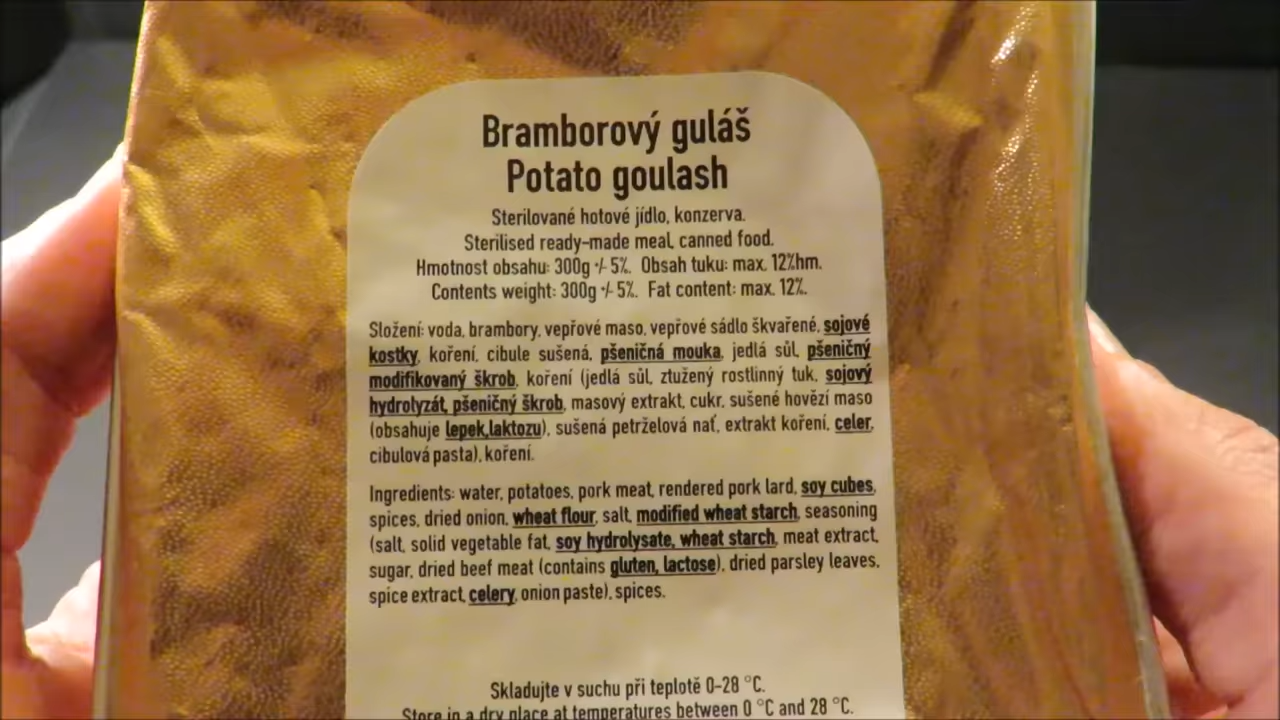 Bramborový guláš
Potato goulash
Sterilované hotové jídlo, konzerva.
Sterilised ready-made meal, canned food.
Hmotnost obsahu: 300g +/- 5%. Obsah tuku: max. 12%hm.
Contents weight: 300g +/- 5%. Fat content: max. 12%.
Složení: voda, brambory, vepřové maso, vepřové sádlo škvařené, sojové
kostky, koření, cibule sušená, pšeničná mouka, jedlá sůl, pšeničný
modifikovaný škrob, koření (jedlá sůl, ztužený rostlinný tuk, sojový
hydrolyzát, pšeničný škrob, masový extrakt, cukr, sušené hovězí maso
(obsahuje lepek,laktozu), sušená petrželová nať, extrakt koření, celer,
cibulová pasta), koření.
Ingredients: water, potatoes, pork meat, rendered pork lard, soy cubes,
spices, dried onion, wheat flour, salt, modified wheat starch, seasoning
(salt, solid vegetable fat, soy hydrolysate, wheat starch, meat extract,
sugar, dried beef meat (contains gluten, lactose), dried parsley leaves,
spice extract, celery, onion paste), spices.
Skladujte v suchu při teplotě 0-28 °C.
Store in a dry place at temperatures between 0 °C and 28 °C.